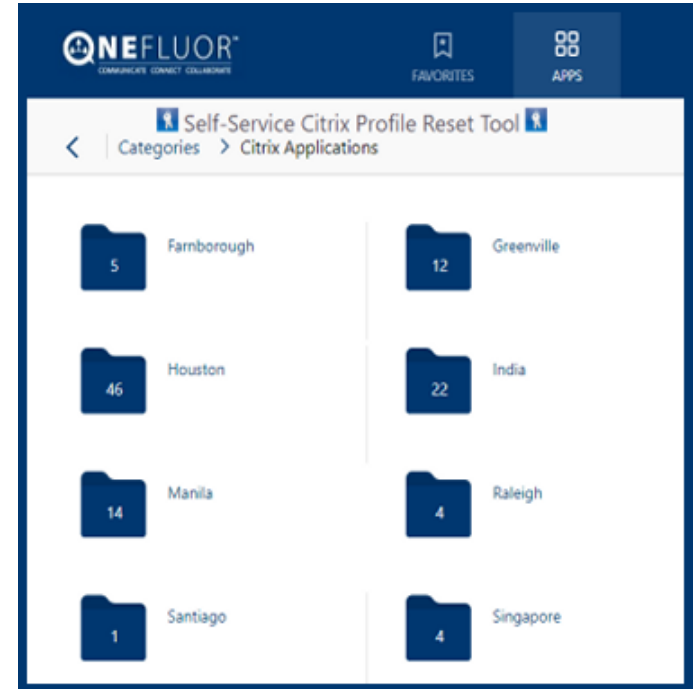 ONEFLUOR
COMMUNICATE CONNECT COLLABORATE
FAVORITES
APPS
Self-Service Citrix Profile Reset Tool
Categories > Citrix Applications
Farnborough
5
Greenville
12
Houston
46
India
22
Manila
14
Raleigh
4
Santiago
1
Singapore
4